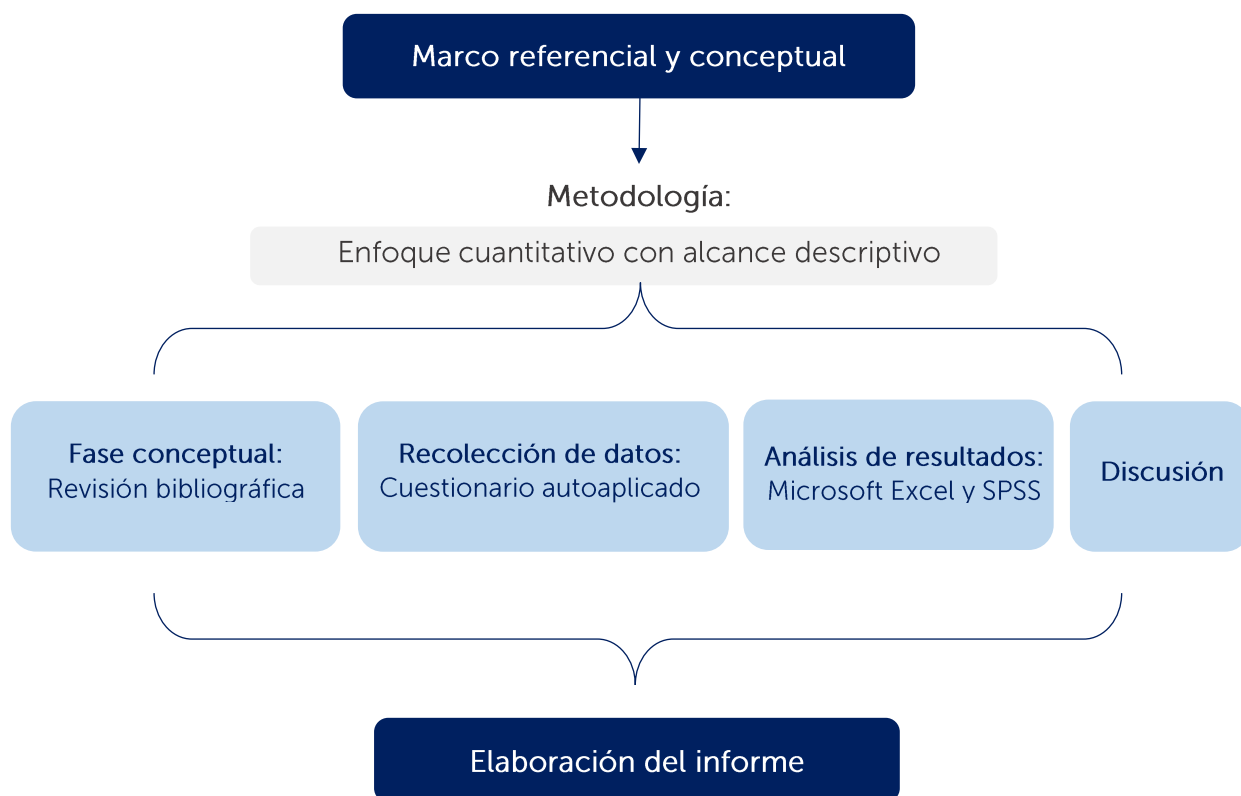 Marco referencial y conceptual
Metodología:
Enfoque cuantitativo con alcance descriptivo
Fase conceptual:
Revisión bibliográfica
Recolección de datos:
Cuestionario autoaplicado
Análisis de resultados:
Microsoft Excel y SPSS
Discusión
Elaboración del informe